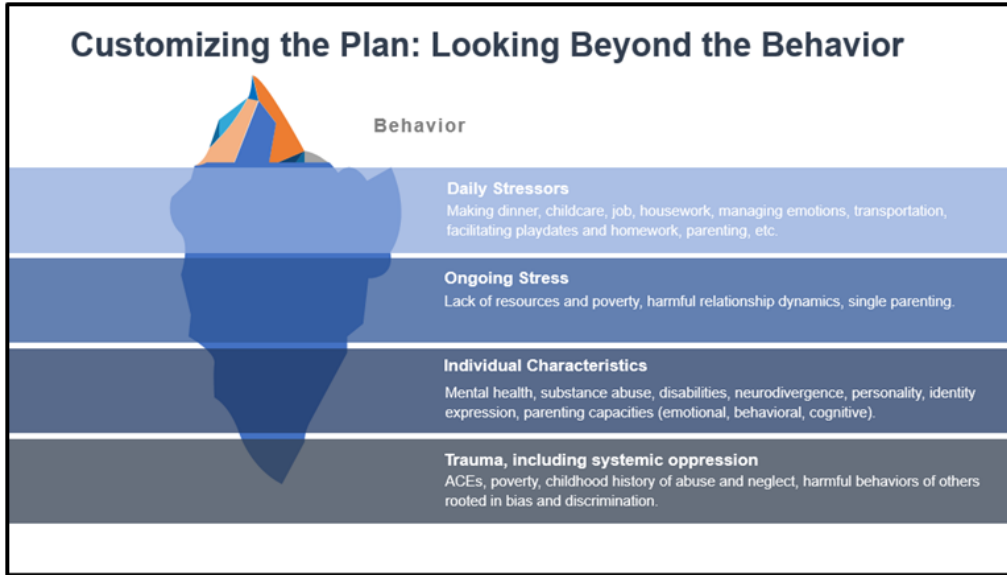 Customizing the Plan: Looking Beyond the Behavior
Behavior
Daily Stressors
Making dinner, childcare, job, housework, managing emotions, transportation,
facilitating playdates and homework, parenting, etc.
Ongoing Stress
Lack of resources and poverty, harmful relationship dynamics, single parenting.
Individual Characteristics
Mental health, substance abuse, disabilities, neurodivergence, personality, identity
expression, parenting capacities (emotional, behavioral, cognitive).
Trauma, including systemic oppression
ACEs, poverty, childhood history of abuse and neglect, harmful behaviors of others
rooted in bias and discrimination.